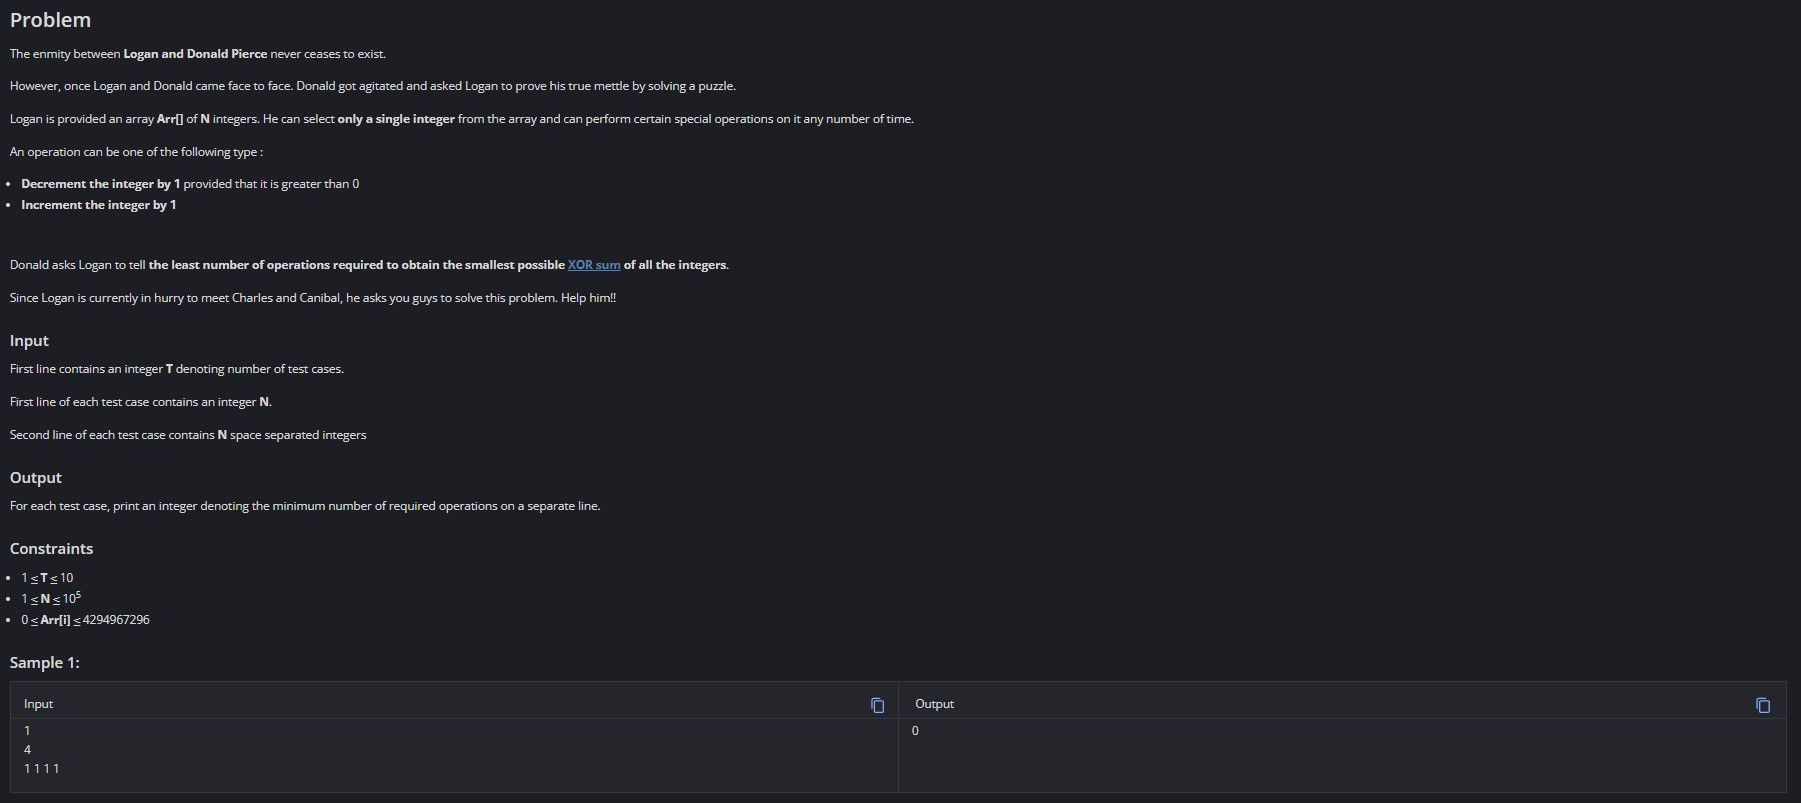 Problem
The enmity between Logan and Donald Pierce never ceases to exist.
However, once Logan and Donald came face to face. Donald got agitated and asked Logan to prove his true mettle by solving a puzzle.
Logan is provided an array Arr[] of N integers. He can select only a single integer from the array and can perform certain special operations on it any number of time.
An operation can be one of the following type :
• Decrement the integer by 1 provided that it is greater than 0
• Increment the integer by 1
Donald asks Logan to tell the least number of operations required to obtain the smallest possible XOR sum of all the integers.
Since Logan is currently in hurry to meet Charles and Canibal, he asks you guys to solve this problem. Help him!!
Input
First line contains an integer T denoting number of test cases.
First line of each test case contains an integer N.
Second line of each test case contains N space separated integers
Output
For each test case, print an integer denoting the minimum number of required operations on a separate line.
Constraints
• 1 ≤ T ≤ 10
• 1 ≤ N ≤ 10⁵
• 0 ≤ Arr[i] ≤ 4294967296
Sample 1:
Input
Output
1
0
4
1 1 1 1